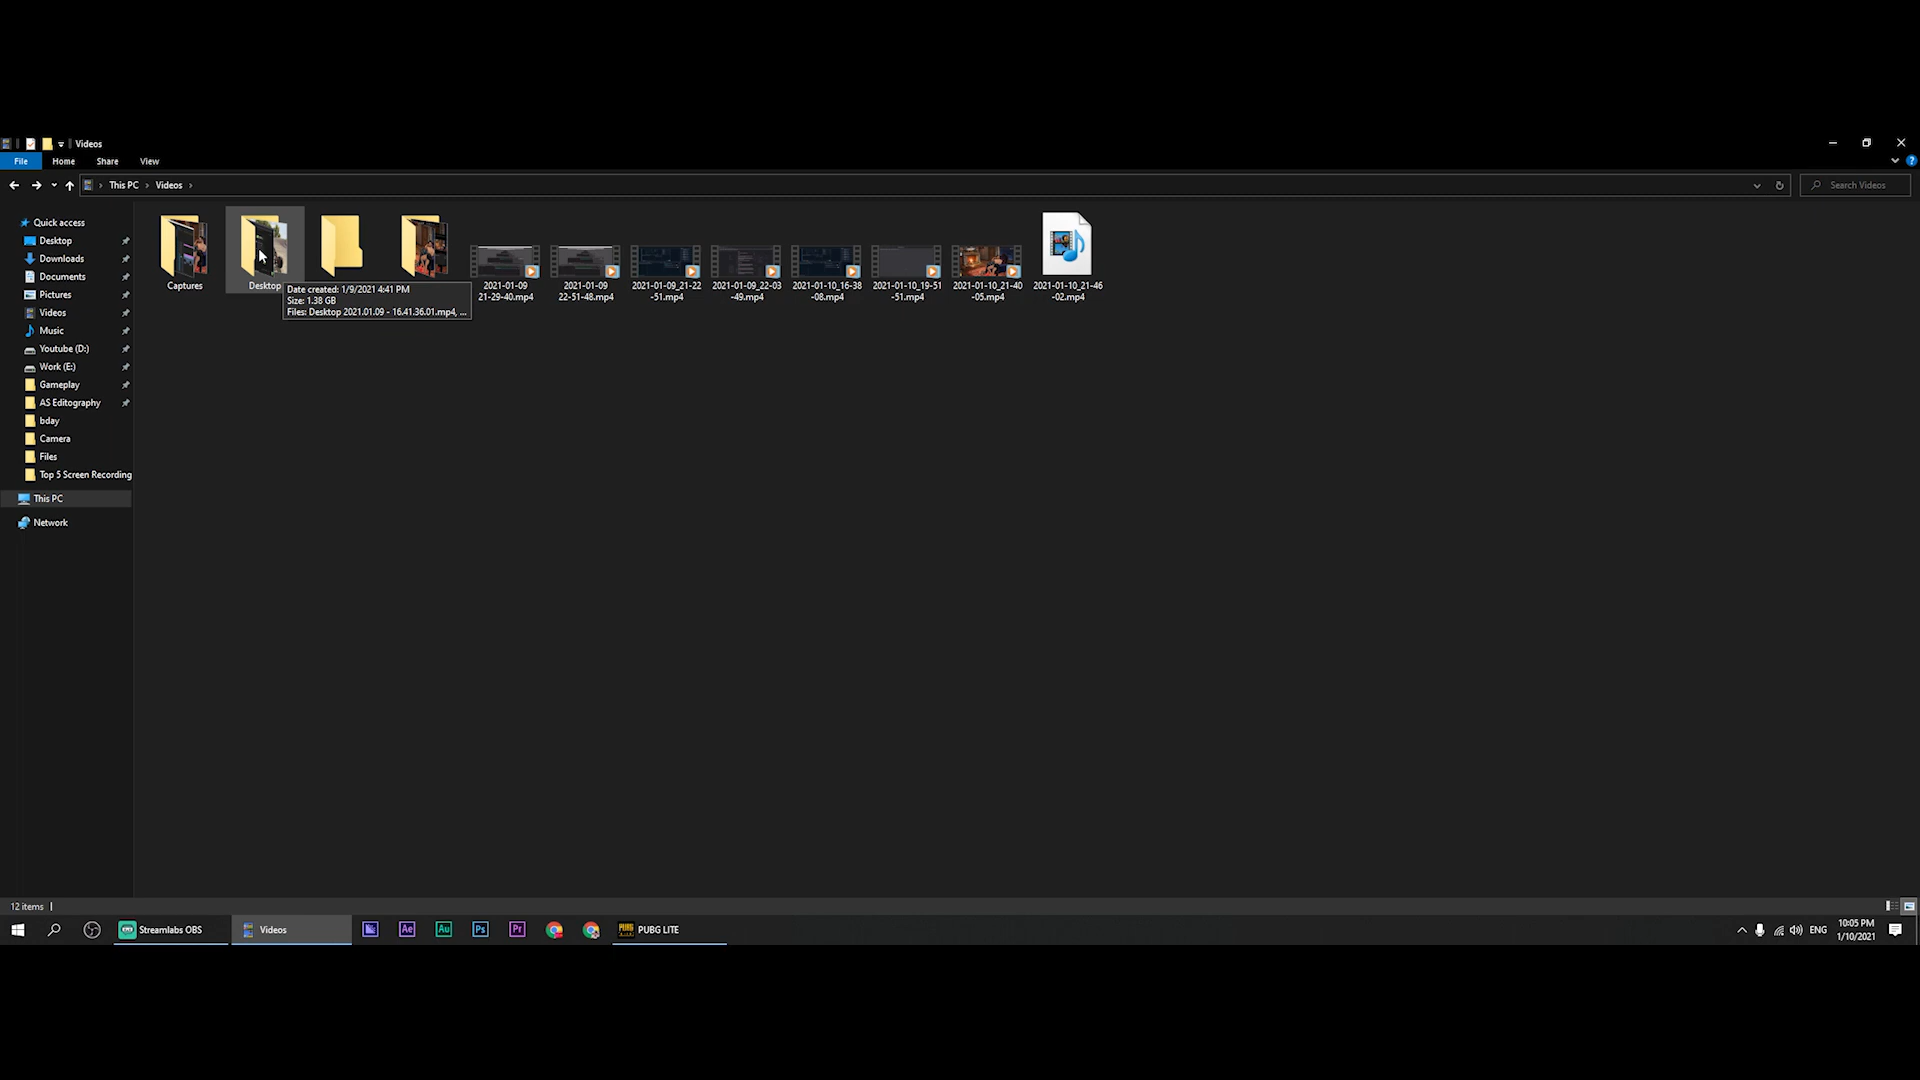 Videos
File Home Share View
This PC Videos
Search Videos
Quick access
Desktop
Downloads
Documents
Pictures
Videos
Music
Youtube (D:)
Work (E:)
Gameplay
AS Editography
bday
Camera
Files
Top 5 Screen Recording
This PC
Network
Captures
Desktop
Date created: 1/9/2021 4:41 PM
Size: 1.38 GB
Files: Desktop 2021.01.09 - 16.41.36.01.mp4, ...
2021-01-09
21-29-40.mp4
2021-01-09
22-51-48.mp4
2021-01-09_21-22
-51.mp4
2021-01-09_22-03
-49.mp4
2021-01-10_16-38
-08.mp4
2021-01-10_19-51
-51.mp4
2021-01-10_21-40
-05.mp4
2021-01-10_21-46
-02.mp4
12 items
Streamlabs OBS
Videos
Ae
Au
Ps
Pr
PUBG LITE
ENG
10:05 PM
1/10/2021